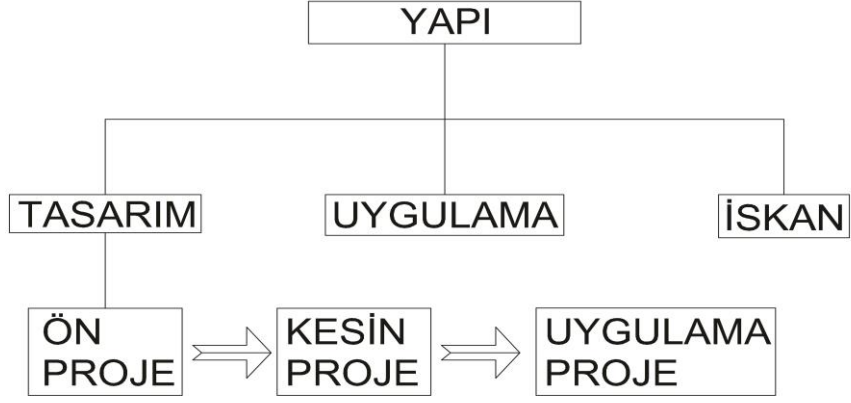 YAPI
TASARIM
UYGULAMA
İSKAN
ÖN
PROJE
KESİN
PROJE
UYGULAMA
PROJE